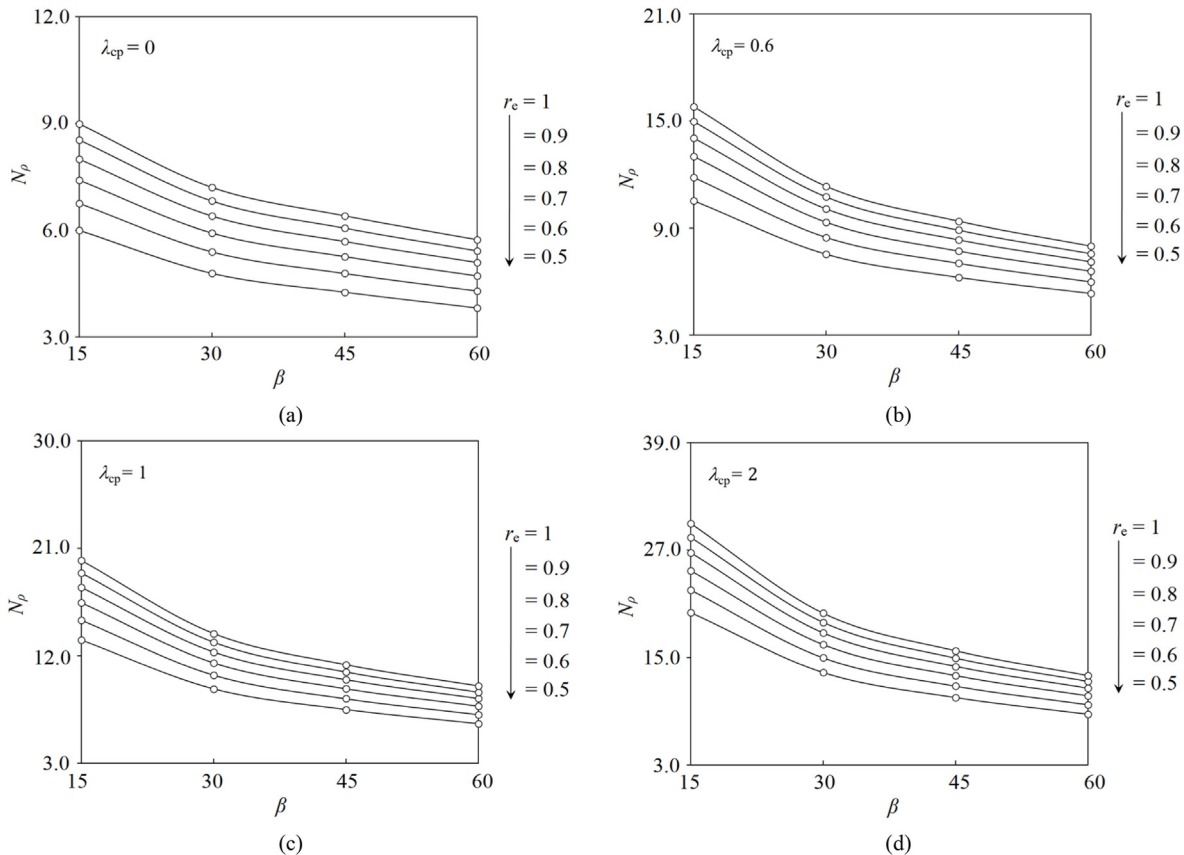 12.0
λcp = 0
9.0
Nρ
6.0
3.0
15 30 45 60
β
re = 1
= 0.9
= 0.8
= 0.7
= 0.6
= 0.5
(a)
21.0
λcp = 0.6
15.0
Nρ
9.0
3.0
15 30 45 60
β
re = 1
= 0.9
= 0.8
= 0.7
= 0.6
= 0.5
(b)
30.0
λcp = 1
21.0
Nρ
12.0
3.0
15 30 45 60
β
re = 1
= 0.9
= 0.8
= 0.7
= 0.6
= 0.5
(c)
39.0
λcp = 2
27.0
Nρ
15.0
3.0
15 30 45 60
β
re = 1
= 0.9
= 0.8
= 0.7
= 0.6
= 0.5
(d)